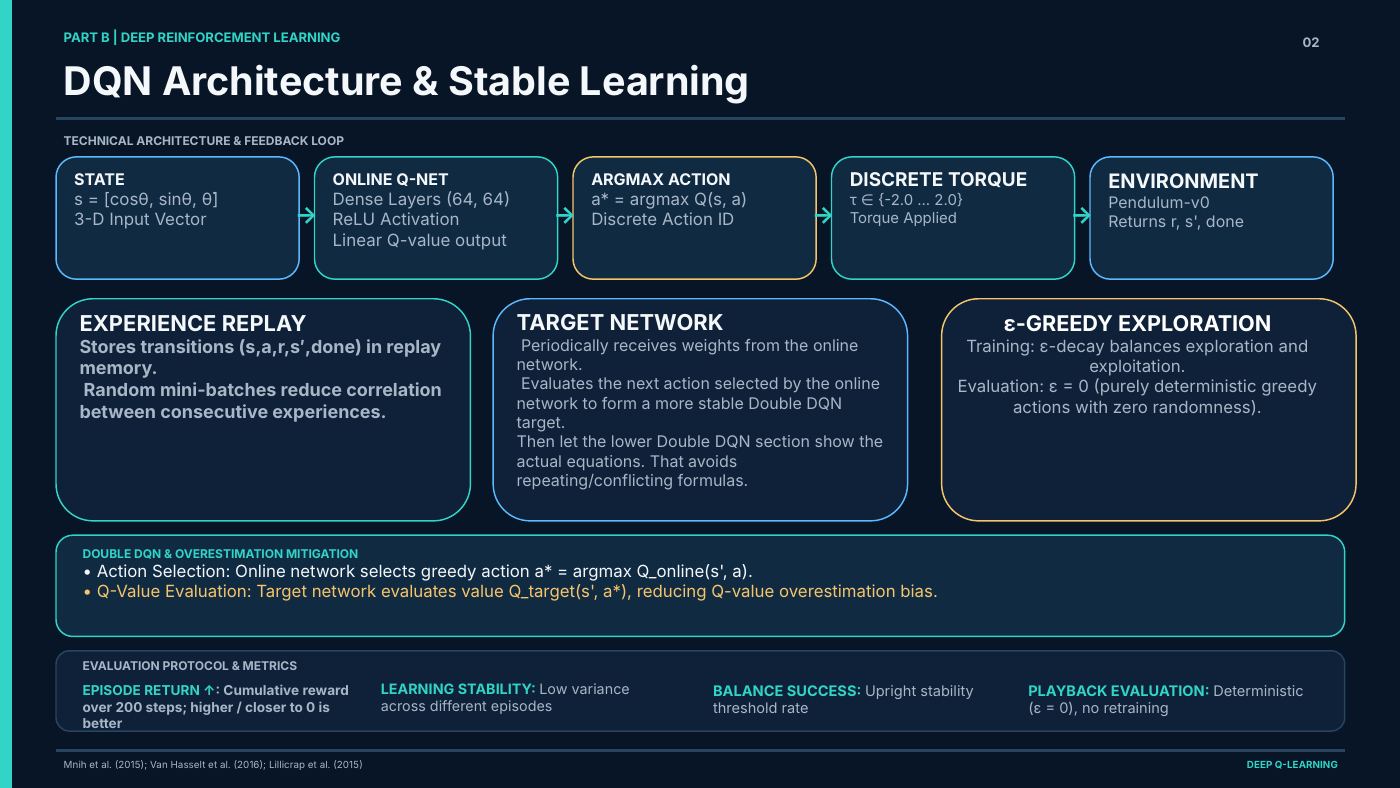 PART B | DEEP REINFORCEMENT LEARNING
02
DQN Architecture & Stable Learning
TECHNICAL ARCHITECTURE & FEEDBACK LOOP
STATE
s = [cosθ, sinθ, θ]
3-D Input Vector
→
ONLINE Q-NET
Dense Layers (64, 64)
ReLU Activation
Linear Q-value output
→
ARGMAX ACTION
a* = argmax Q(s, a)
Discrete Action ID
→
DISCRETE TORQUE
τ ∈ {-2.0 ... 2.0}
Torque Applied
→
ENVIRONMENT
Pendulum-v0
Returns r, s', done
EXPERIENCE REPLAY
Stores transitions (s,a,r,s′,done) in replay
memory.
Random mini-batches reduce correlation
between consecutive experiences.
TARGET NETWORK
Periodically receives weights from the online
network.
Evaluates the next action selected by the online
network to form a more stable Double DQN
target.
Then let the lower Double DQN section show the
actual equations. That avoids
repeating/conflicting formulas.
ε-GREEDY EXPLORATION
Training: ε-decay balances exploration and
exploitation.
Evaluation: ε = 0 (purely deterministic greedy
actions with zero randomness).
DOUBLE DQN & OVERESTIMATION MITIGATION
• Action Selection: Online network selects greedy action a* = argmax Q_online(s', a).
• Q-Value Evaluation: Target network evaluates value Q_target(s', a*), reducing Q-value overestimation bias.
EVALUATION PROTOCOL & METRICS
EPISODE RETURN ↑: Cumulative reward
over 200 steps; higher / closer to 0 is
better
LEARNING STABILITY: Low variance
across different episodes
BALANCE SUCCESS: Upright stability
threshold rate
PLAYBACK EVALUATION: Deterministic
(ε = 0), no retraining
Mnih et al. (2015); Van Hasselt et al. (2016); Lillicrap et al. (2015)
DEEP Q-LEARNING